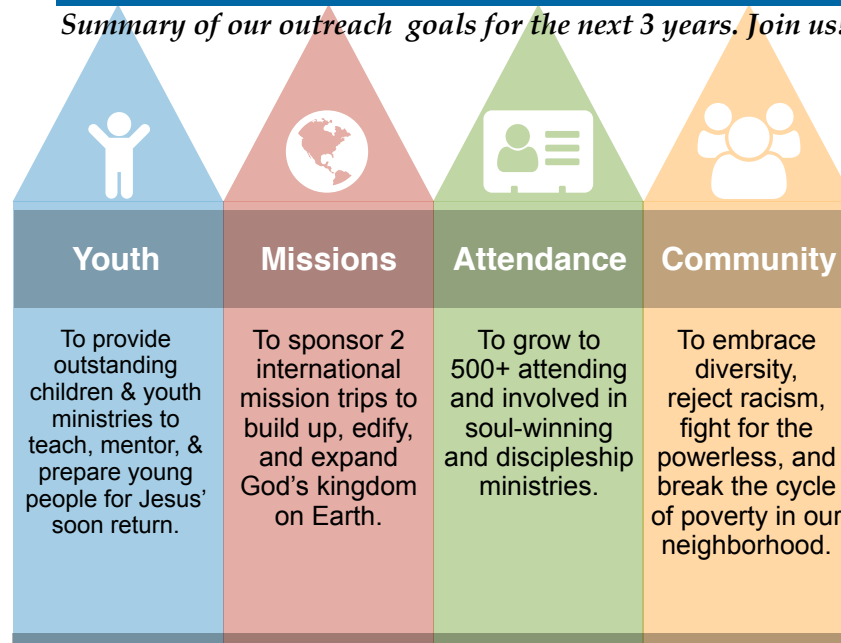 Summary of our outreach goals for the next 3 years. Join us!
Youth
Missions
Attendance
Community
To provide
outstanding
children & youth
ministries to
teach, mentor, &
prepare young
people for Jesus’
soon return.
To sponsor 2
international
mission trips to
build up, edify,
and expand
God’s kingdom
on Earth.
To grow to
500+ attending
and involved in
soul-winning
and discipleship
ministries.
To embrace
diversity,
reject racism,
fight for the
powerless, and
break the cycle
of poverty in our
neighborhood.